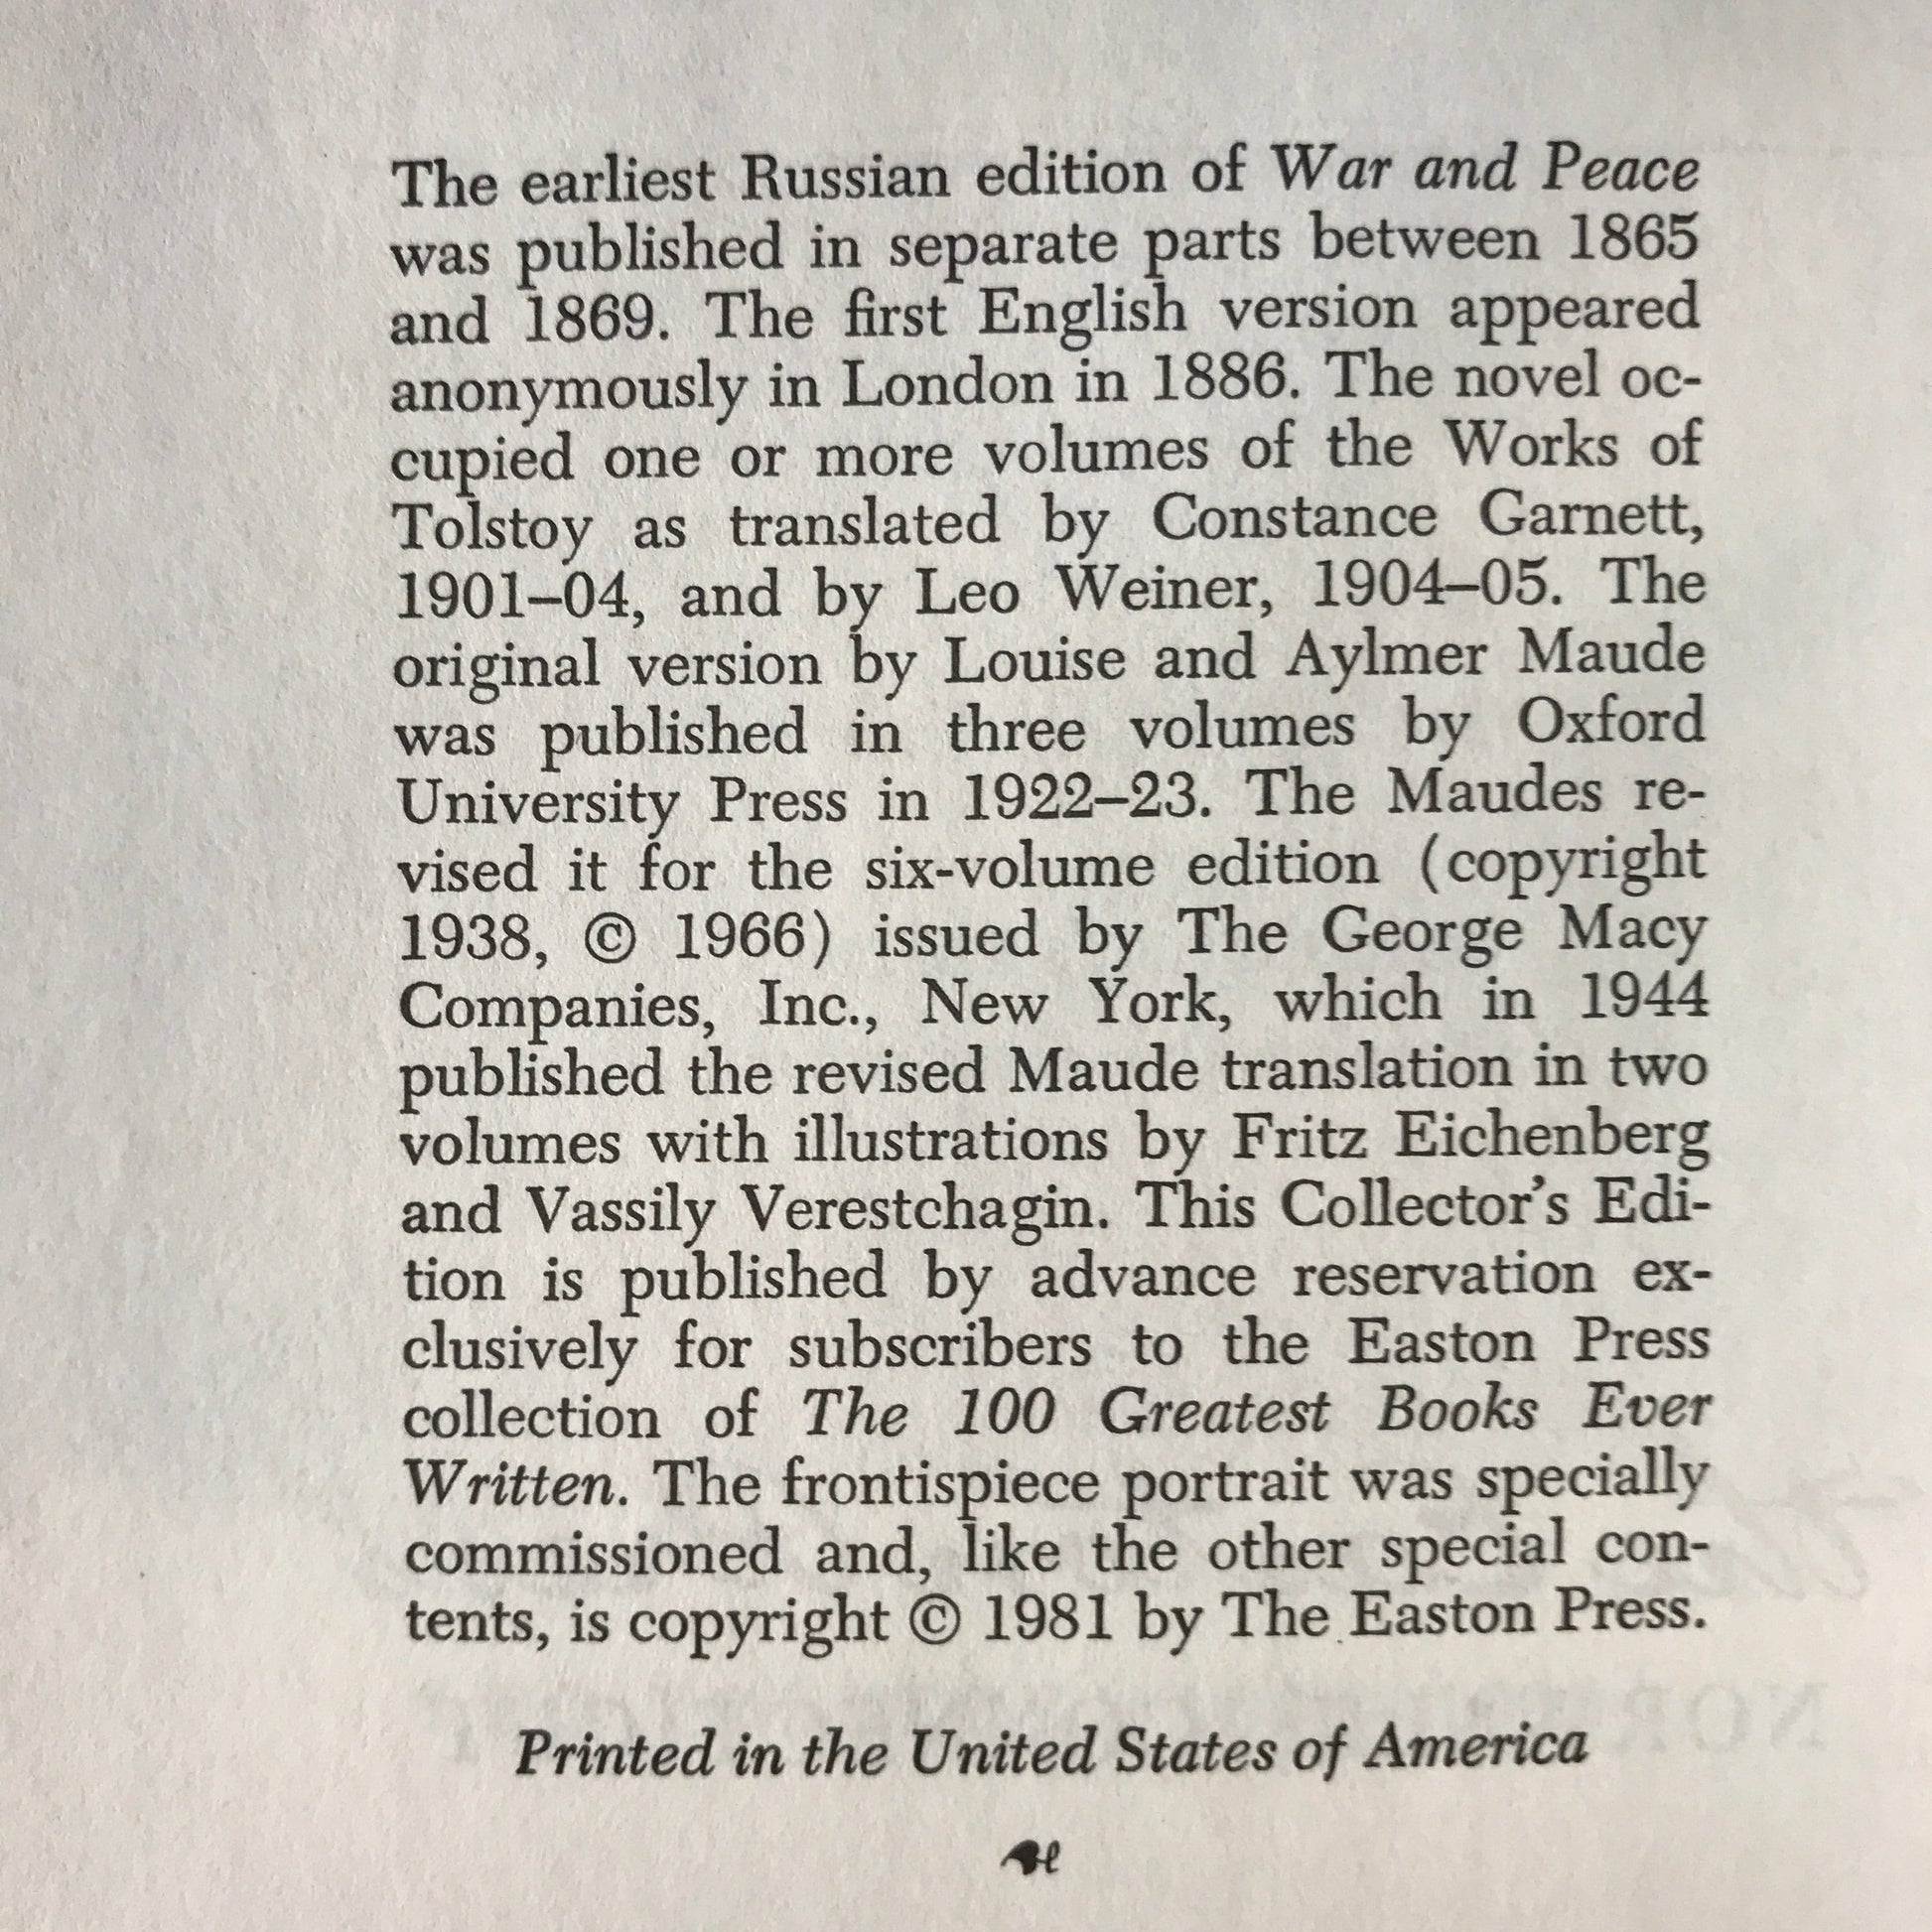 The earliest Russian edition of War and Peace
was published in separate parts between 1865
and 1869. The first English version appeared
anonymously in London in 1886. The novel oc-
cupied one or more volumes of the Works of
Tolstoy as translated by Constance Garnett,
1901–04, and by Leo Weiner, 1904–05. The
original version by Louise and Aylmer Maude
was published in three volumes by Oxford
University Press in 1922–23. The Maudes re-
vised it for the six-volume edition (copyright
1938, © 1966) issued by The George Macy
Companies, Inc., New York, which in 1944
published the revised Maude translation in two
volumes with illustrations by Fritz Eichenberg
and Vassily Verestchagin. This Collector's Edi-
tion is published by advance reservation ex-
clusively for subscribers to the Easton Press
collection of The 100 Greatest Books Ever
Written. The frontispiece portrait was specially
commissioned and, like the other special con-
tents, is copyright © 1981 by The Easton Press.
Printed in the United States of America